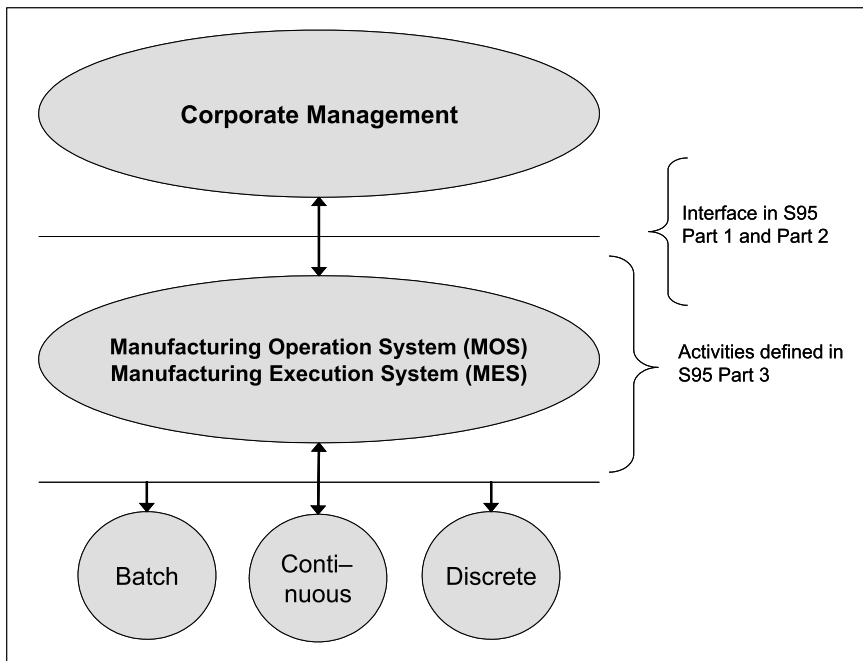 Corporate Management
Interface in S95
Part 1 and Part 2
Manufacturing Operation System (MOS)
Manufacturing Execution System (MES)
Activities defined in
S95 Part 3
Batch
Conti–
nuous
Discrete